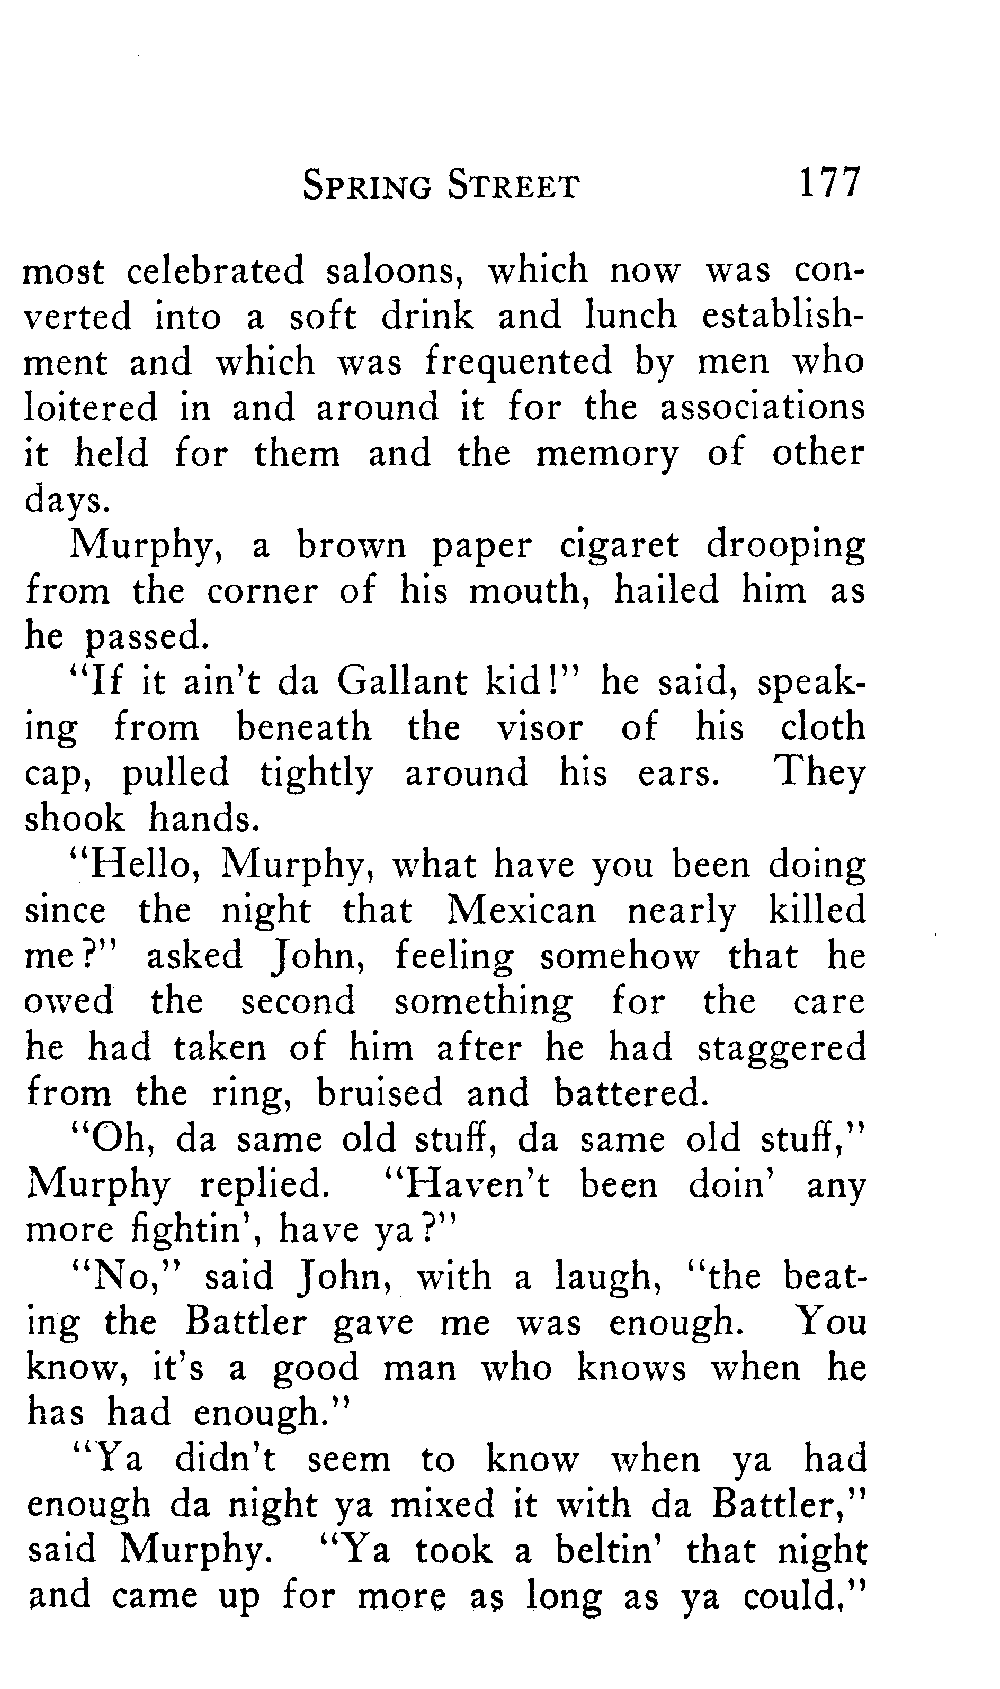 SPRING STREET 177
most celebrated saloons, which now was con-
verted into a soft drink and lunch establish-
ment and which was frequented by men who
loitered in and around it for the associations
it held for them and the memory of other
days.
Murphy, a brown paper cigaret drooping
from the corner of his mouth, hailed him as
he passed.
"If it ain't da Gallant kid!" he said, speak-
ing from beneath the visor of his cloth
cap, pulled tightly around his ears. They
shook hands.
"Hello, Murphy, what have you been doing
since the night that Mexican nearly killed
me?" asked John, feeling somehow that he
owed the second something for the care
he had taken of him after he had staggered
from the ring, bruised and battered.
"Oh, da same old stuff, da same old stuff,"
Murphy replied. "Haven't been doin' any
more fightin', have ya?"
"No," said John, with a laugh, "the beat-
ing the Battler gave me was enough. You
know, it's a good man who knows when he
has had enough."
"Ya didn't seem to know when ya had
enough da night ya mixed it with da Battler,"
said Murphy. "Ya took a beltin' that night
and came up for more as long as ya could,"